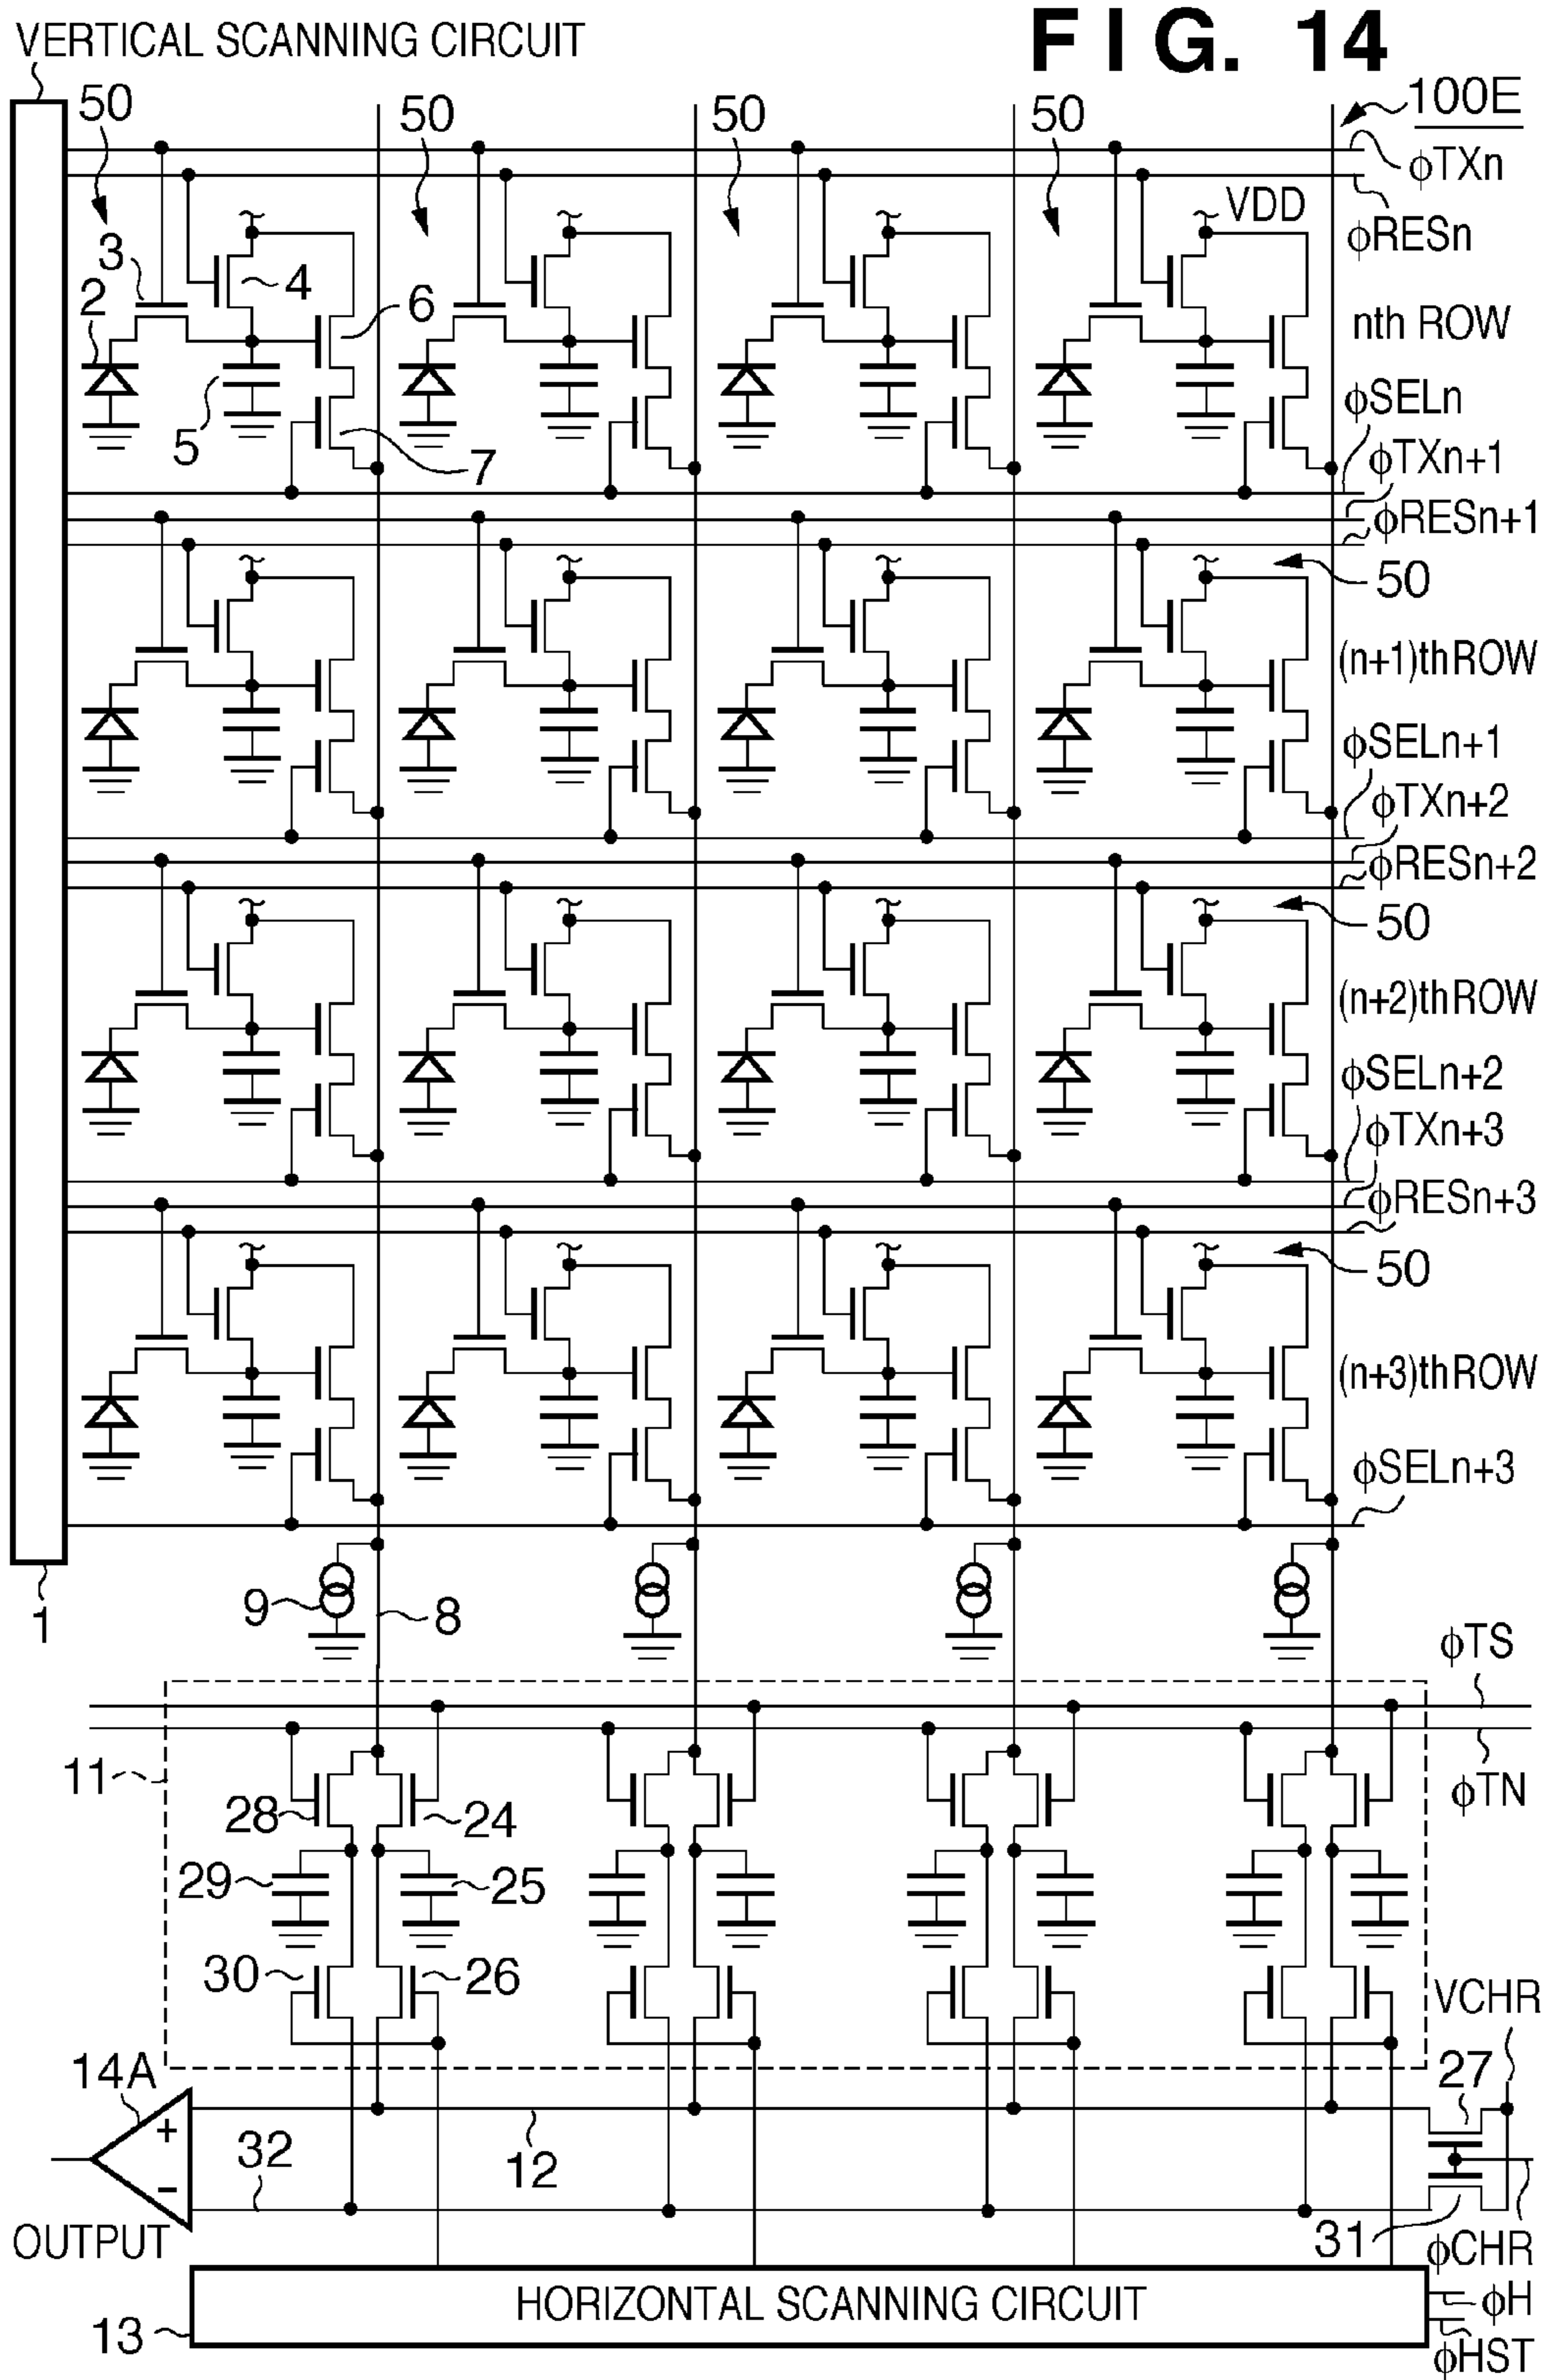 FIG. 14
VERTICAL SCANNING CIRCUIT
50
50
50
50
100E
ϕTXn
VDD
ϕRESn
3
4
2
6
nth ROW
5
7
ϕSELn
ϕTXn+1
ϕRESn+1
50
(n+1)thROW
ϕSELn+1
ϕTXn+2
ϕRESn+2
50
(n+2)thROW
ϕSELn+2
ϕTXn+3
ϕRESn+3
50
(n+3)thROW
ϕSELn+3
1
9
8
ϕTS
11
ϕTN
28
24
29
25
30
26
VCHR
14A
27
+
−
32
12
OUTPUT
31
ϕCHR
HORIZONTAL SCANNING CIRCUIT
ϕH
13
ϕHST